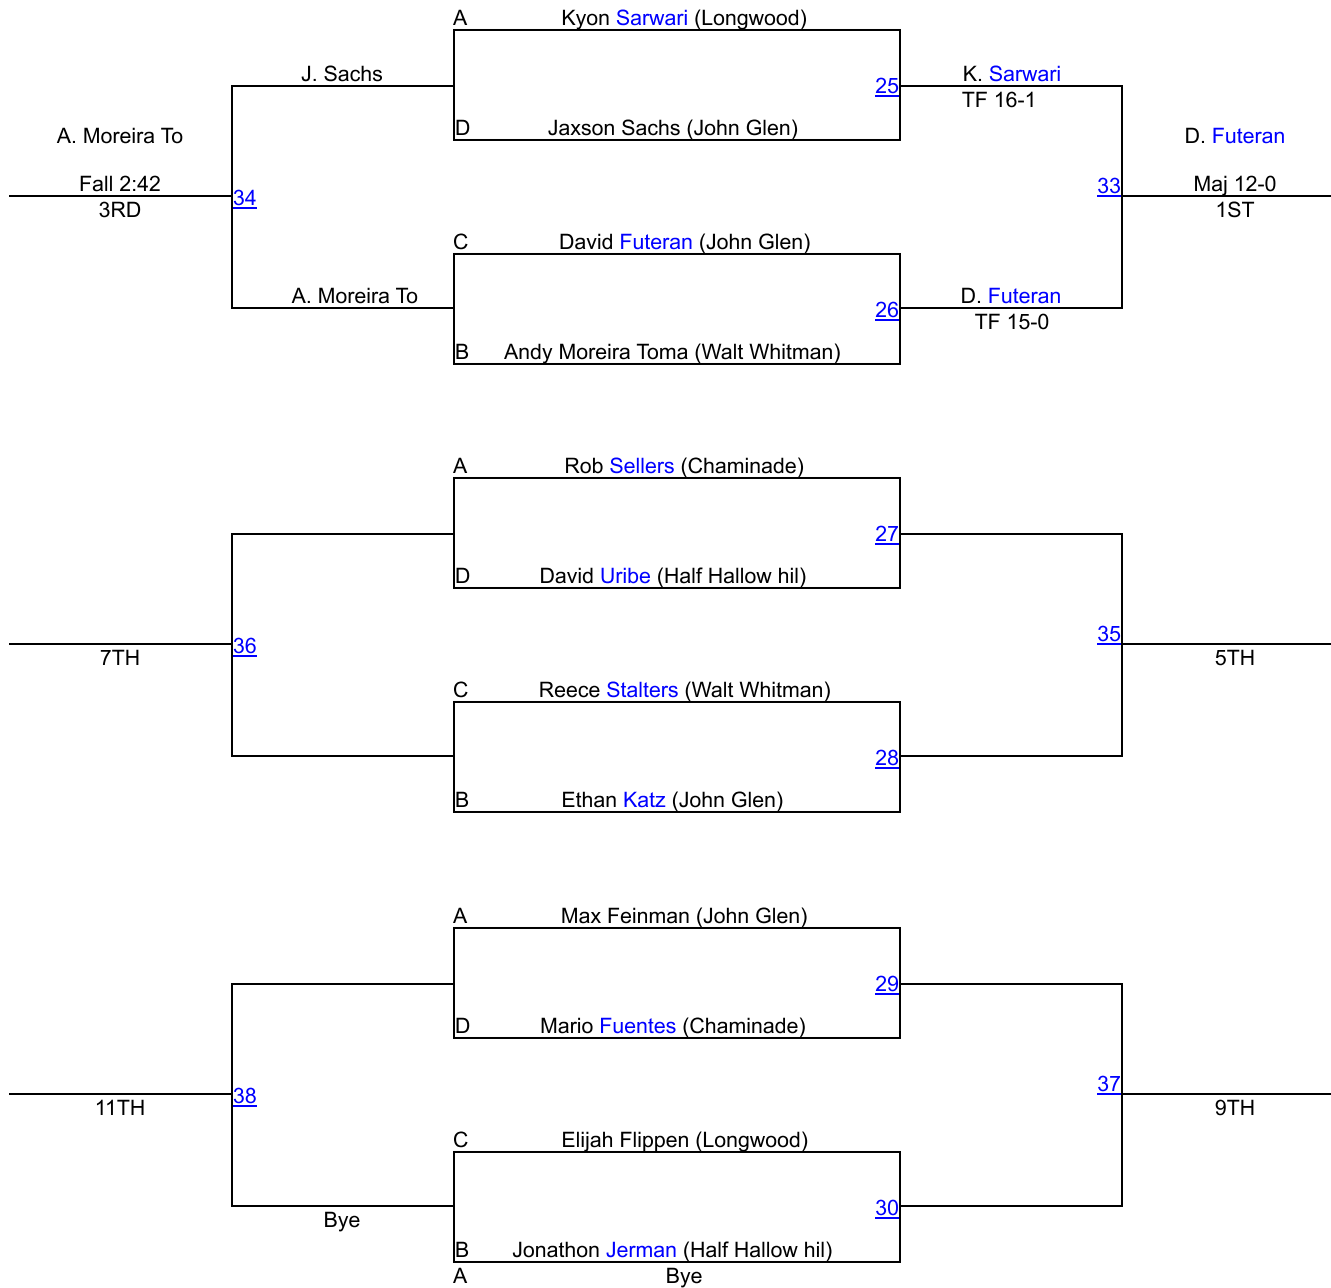 A Kyon Sarwari (Longwood)
J. Sachs
25
K. Sarwari
TF 16-1
D Jaxson Sachs (John Glen)
A. Moreira To
D. Futeran
Fall 2:42
3RD
34
33
Maj 12-0
1ST
C David Futeran (John Glen)
A. Moreira To
26
D. Futeran
TF 15-0
B Andy Moreira Toma (Walt Whitman)
A Rob Sellers (Chaminade)
27
D David Uribe (Half Hallow hil)
7TH
36
35
5TH
C Reece Stalters (Walt Whitman)
28
B Ethan Katz (John Glen)
A Max Feinman (John Glen)
29
D Mario Fuentes (Chaminade)
11TH
38
37
9TH
C Elijah Flippen (Longwood)
30
Bye
B Jonathon Jerman (Half Hallow hil)
A Bye